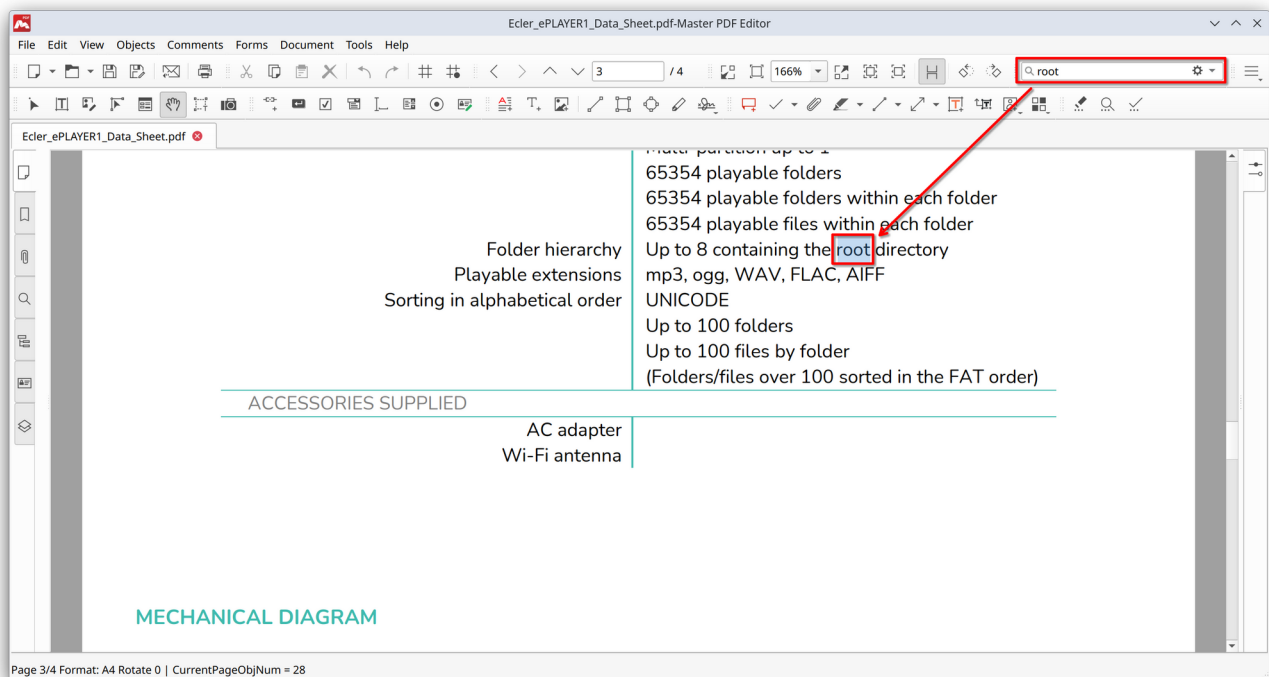 Ecler_ePLAYER1_Data_Sheet.pdf-Master PDF Editor
File Edit View Objects Comments Forms Document Tools Help
3 / 4 166% root
Ecler_ePLAYER1_Data_Sheet.pdf
65354 playable folders
65354 playable folders within each folder
65354 playable files within each folder
Folder hierarchy Up to 8 containing the root directory
Playable extensions mp3, ogg, WAV, FLAC, AIFF
Sorting in alphabetical order UNICODE
Up to 100 folders
Up to 100 files by folder
(Folders/files over 100 sorted in the FAT order)
ACCESSORIES SUPPLIED
AC adapter
Wi-Fi antenna
MECHANICAL DIAGRAM
Page 3/4 Format: A4 Rotate 0 | CurrentPageObjNum = 28